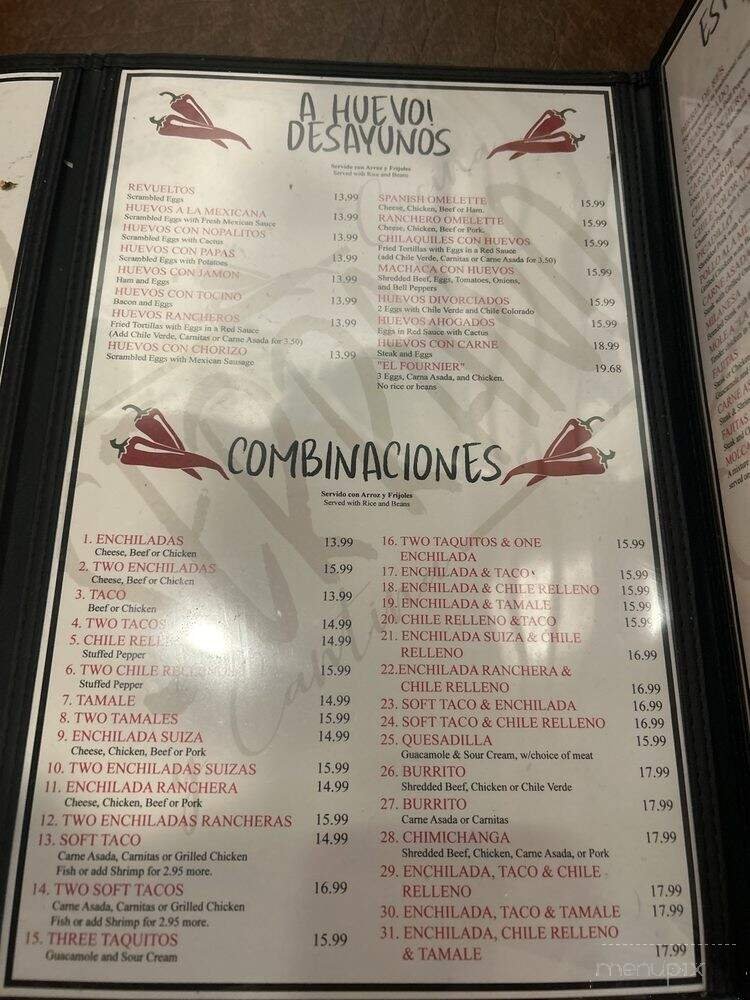 A HUEVO!
DESAYUNOS
Servido con Arroz y Frijoles
Served with Rice and Beans
REVUELTOS 13.99
Scrambled Eggs
HUEVOS A LA MEXICANA 13.99
Scrambled Eggs with Fresh Mexican Sauce
HUEVOS CON NOPALITOS 13.99
Scrambled Eggs with Cactus
HUEVOS CON PAPAS 13.99
Scrambled Eggs with Potatoes
HUEVOS CON JAMON 13.99
Ham and Eggs
HUEVOS CON TOCINO 13.99
Bacon and Eggs
HUEVOS RANCHEROS 13.99
Fried Tortillas with Eggs in a Red Sauce
(Add Chile Verde, Carnitas or Carne Asada for 3.50)
HUEVOS CON CHORIZO 13.99
Scrambled Eggs with Mexican Sausage
SPANISH OMELETTE 15.99
Cheese, Chicken, Beef or Ham.
RANCHERO OMELETTE 15.99
Cheese, Chicken, Beef or Pork.
CHILAQUILES CON HUEVOS 15.99
Fried Tortillas with Eggs in a Red Sauce
(add Chile Verde, Carnitas or Carne Asada for 3.50)
MACHACA CON HUEVOS 15.99
Shredded Beef, Eggs, Tomatoes, Onions,
and Bell Peppers
HUEVOS DIVORCIADOS 15.99
2 Eggs with Chile Verde and Chile Colorado
HUEVOS AHOGADOS 15.99
Eggs in Red Sauce with Cactus
HUEVOS CON CARNE 18.99
Steak and Eggs
"EL FOURNIER" 19.68
3 Eggs, Carna Asada, and Chicken.
No rice or beans
COMBINACIONES
Servido con Arroz y Frijoles
Served with Rice and Beans
1. ENCHILADAS 13.99
Cheese, Beef or Chicken
2. TWO ENCHILADAS 15.99
Cheese, Beef or Chicken
3. TACO 13.99
Beef or Chicken
4. TWO TACOS 14.99
5. CHILE RELLENO 14.99
Stuffed Pepper
6. TWO CHILE RELLENOS 15.99
Stuffed Pepper
7. TAMALE 14.99
8. TWO TAMALES 15.99
9. ENCHILADA SUIZA 14.99
Cheese, Chicken, Beef or Pork
10. TWO ENCHILADAS SUIZAS 15.99
11. ENCHILADA RANCHERA 14.99
Cheese, Chicken, Beef or Pork
12. TWO ENCHILADAS RANCHERAS 15.99
13. SOFT TACO 14.99
Carne Asada, Carnitas or Grilled Chicken
Fish or add Shrimp for 2.95 more.
14. TWO SOFT TACOS 16.99
Carne Asada, Carnitas or Grilled Chicken
Fish or add Shrimp for 2.95 more.
15. THREE TAQUITOS 15.99
Guacamole and Sour Cream
16. TWO TAQUITOS & ONE 15.99
ENCHILADA
17. ENCHILADA & TACO 15.99
18. ENCHILADA & CHILE RELLENO 15.99
19. ENCHILADA & TAMALE 15.99
20. CHILE RELLENO &TACO 15.99
21. ENCHILADA SUIZA & CHILE
RELLENO 16.99
22.ENCHILADA RANCHERA &
CHILE RELLENO 16.99
23. SOFT TACO & ENCHILADA 16.99
24. SOFT TACO & CHILE RELLENO 16.99
25. QUESADILLA 15.99
Guacamole & Sour Cream, w/choice of meat
26. BURRITO 17.99
Shredded Beef, Chicken or Chile Verde
27. BURRITO 17.99
Carne Asada or Carnitas
28. CHIMICHANGA 17.99
Shredded Beef, Chicken, Carne Asada, or Pork
29. ENCHILADA, TACO & CHILE
RELLENO 17.99
30. ENCHILADA, TACO & TAMALE 17.99
31. ENCHILADA, CHILE RELLENO
& TAMALE 17.99
menupix